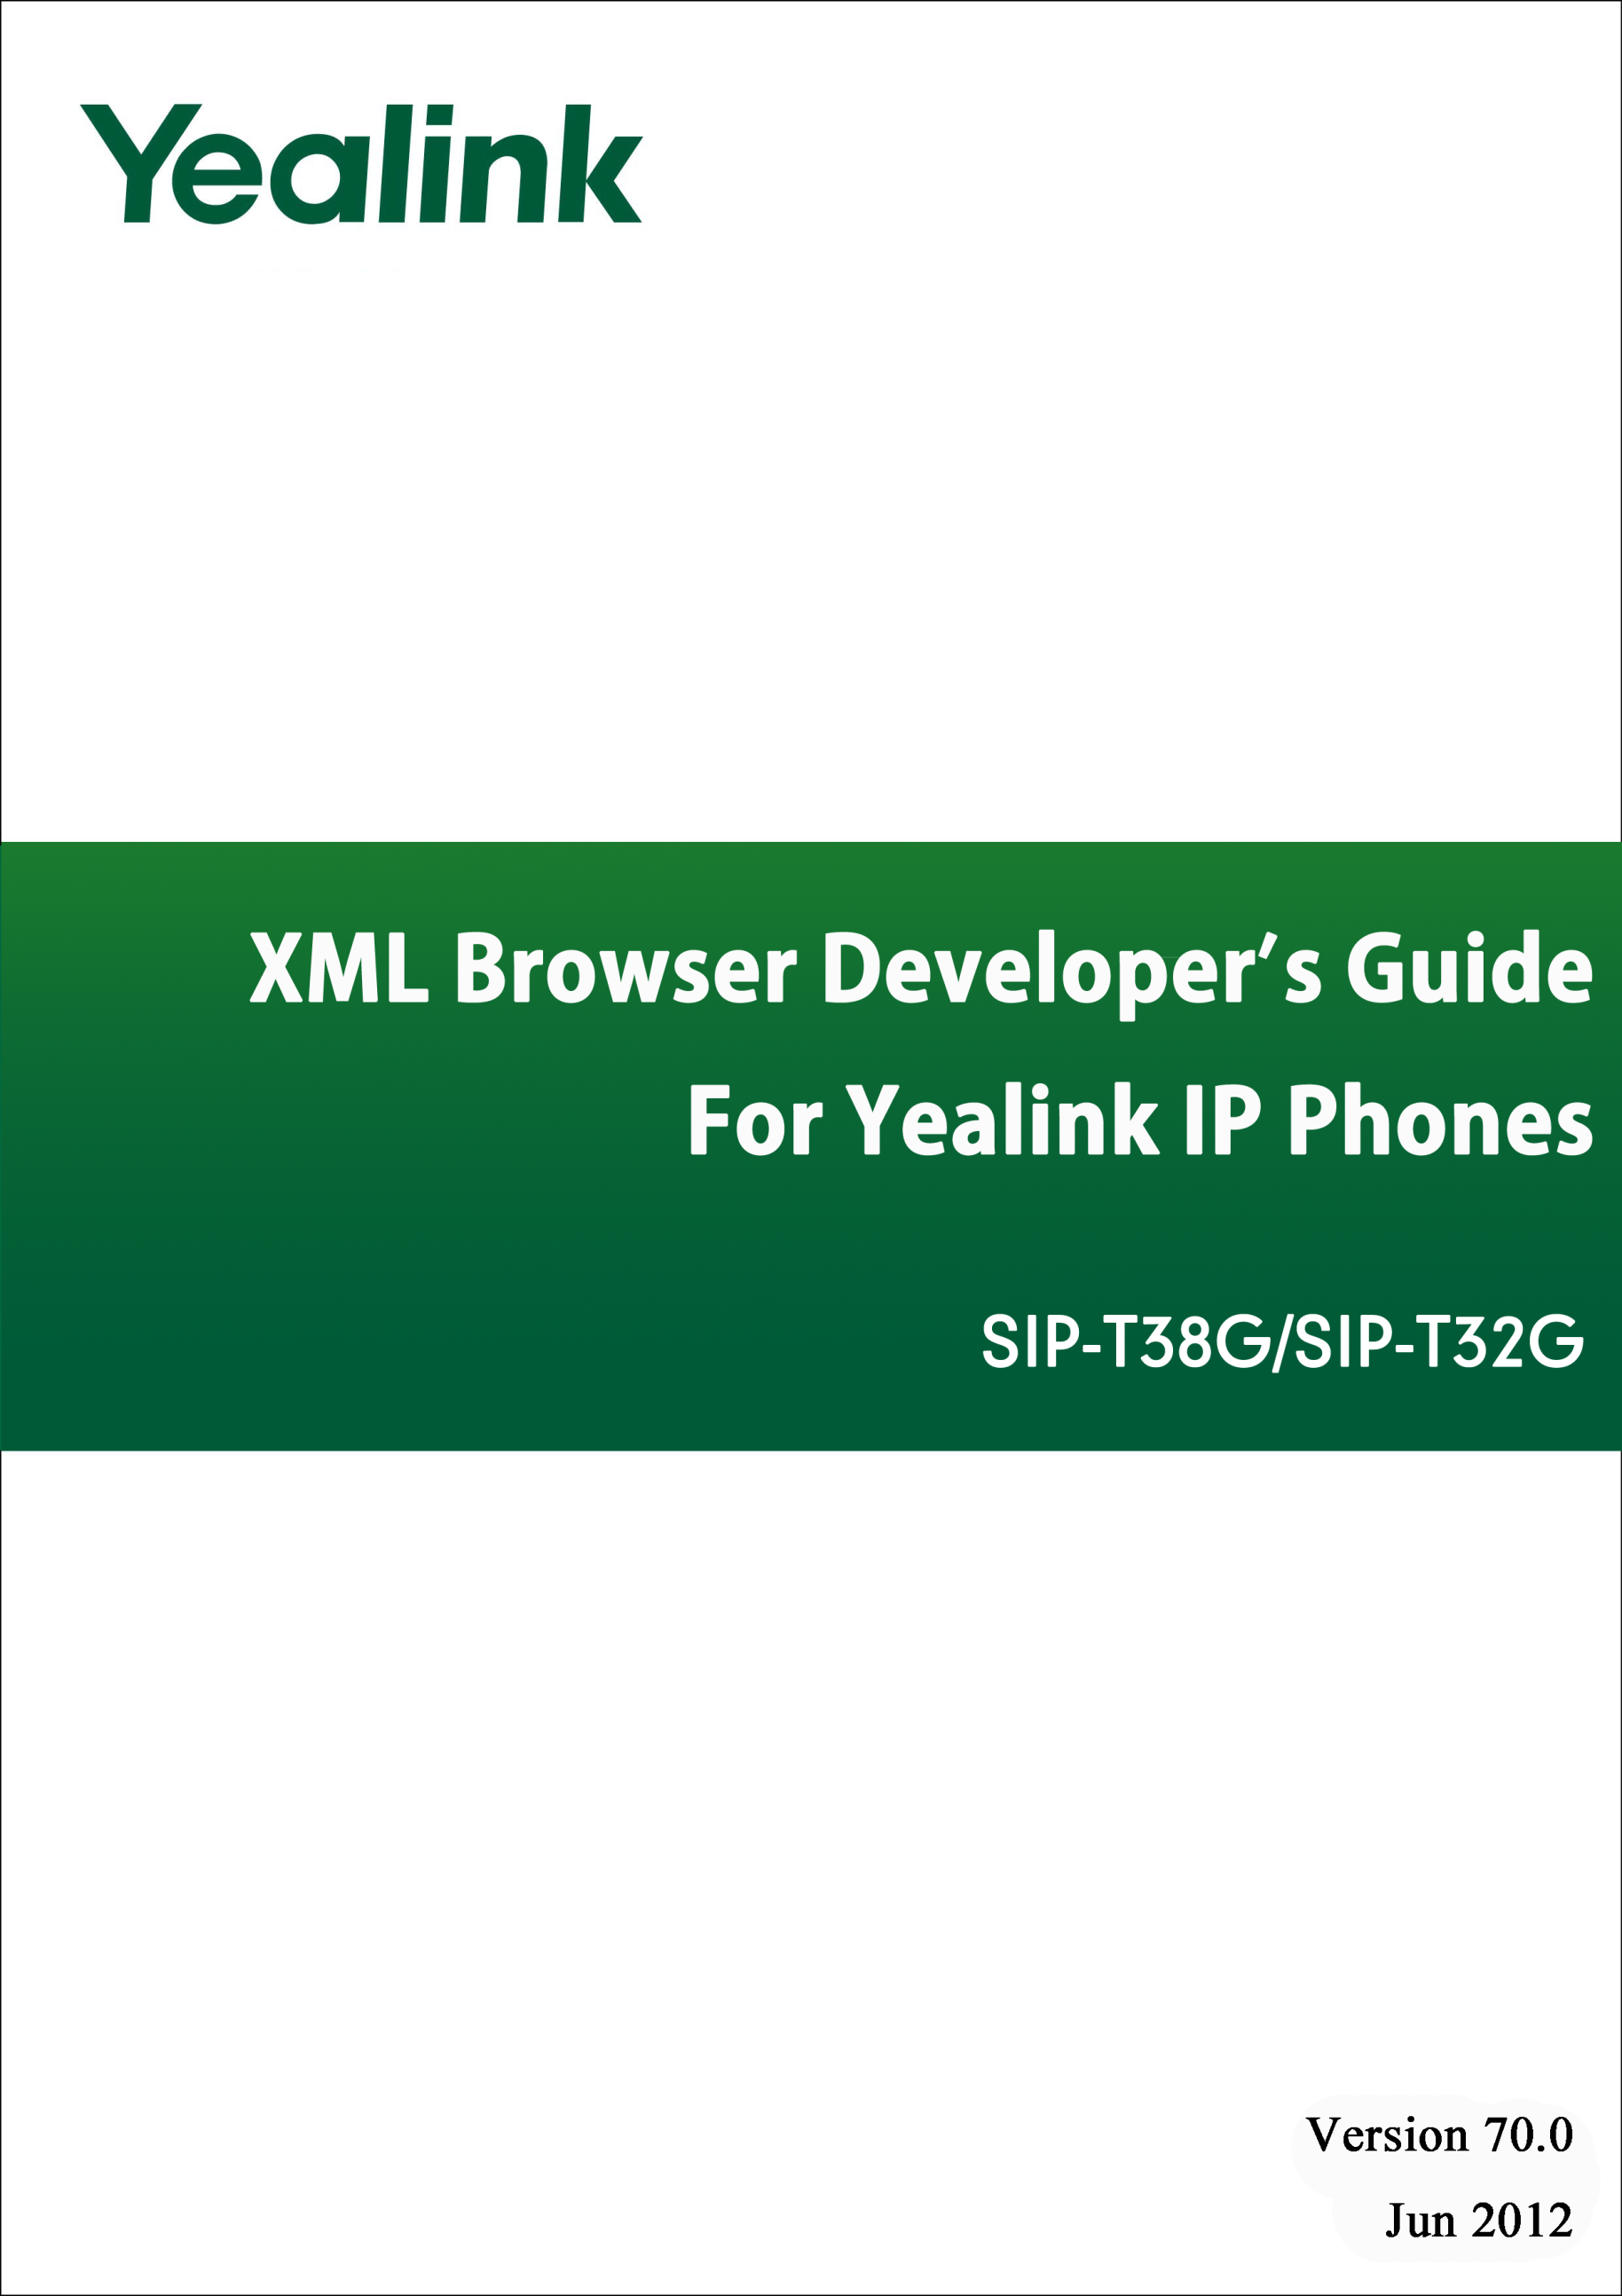 Yealink
XML Browser Developer’s Guide
For Yealink IP Phones
SIP-T38G/SIP-T32G
Version 70.0
Jun 2012